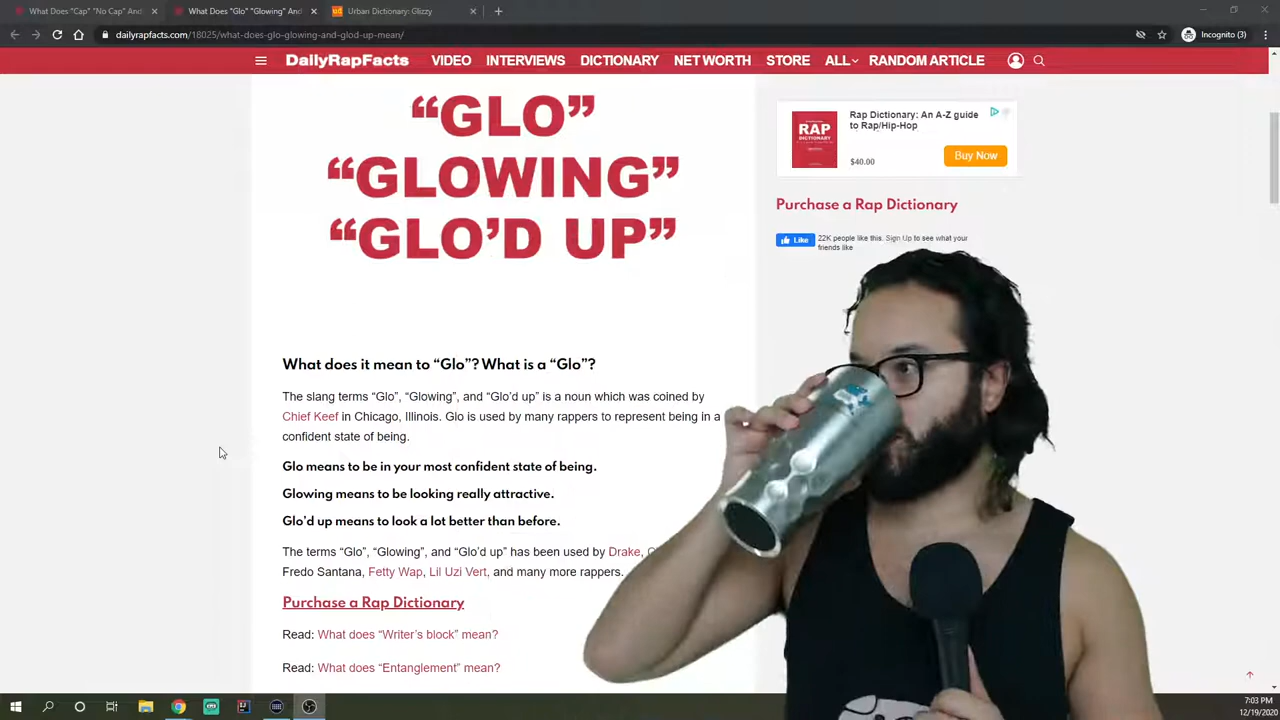 What Does "Cap" "No Cap" And
What Does "Glo" "Glowing" And
Urban Dictionary: Glizzy
dailyrapfacts.com/18025/what-does-glo-glowing-and-glod-up-mean/
Incognito (3)
DailyRapFacts
VIDEO
INTERVIEWS
DICTIONARY
NET WORTH
STORE
ALL
RANDOM ARTICLE
“GLO”
“GLOWING”
“GLO’D UP”
Rap Dictionary: An A-Z guide
to Rap/Hip-Hop
RAP
$40.00
Buy Now
Purchase a Rap Dictionary
Like
22K people like this. Sign Up to see what your
friends like
What does it mean to “Glo”? What is a “Glo”?
The slang terms “Glo”, “Glowing”, and “Glo’d up” is a noun which was coined by
Chief Keef in Chicago, Illinois. Glo is used by many rappers to represent being in a
confident state of being.
Glo means to be in your most confident state of being.
Glowing means to be looking really attractive.
Glo’d up means to look a lot better than before.
The terms “Glo”, “Glowing”, and “Glo’d up” has been used by Drake,
Fredo Santana, Fetty Wap, Lil Uzi Vert, and many more rappers.
Purchase a Rap Dictionary
Read: What does “Writer’s block” mean?
Read: What does “Entanglement” mean?
7:03 PM
12/19/2020